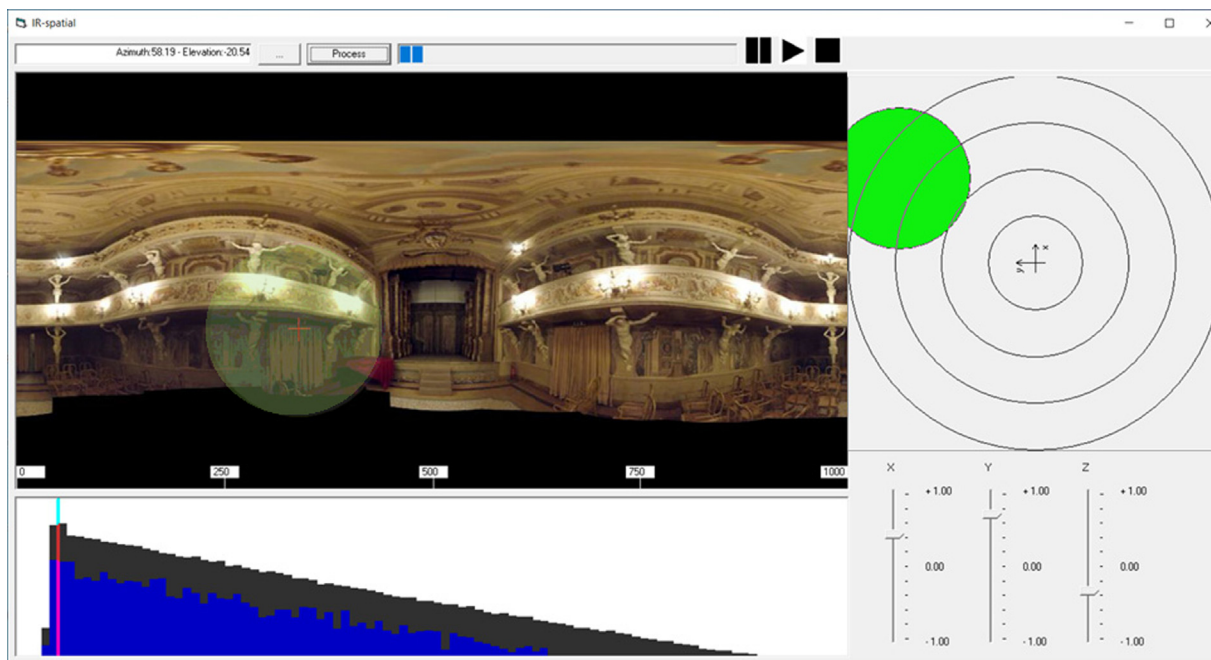 IR-spatial
Azimuth:58.19 - Elevation:-20.54
...
Process
x
y
0
250
500
750
1000
X
Y
Z
+1.00
+1.00
+1.00
0.00
0.00
0.00
-1.00
-1.00
-1.00